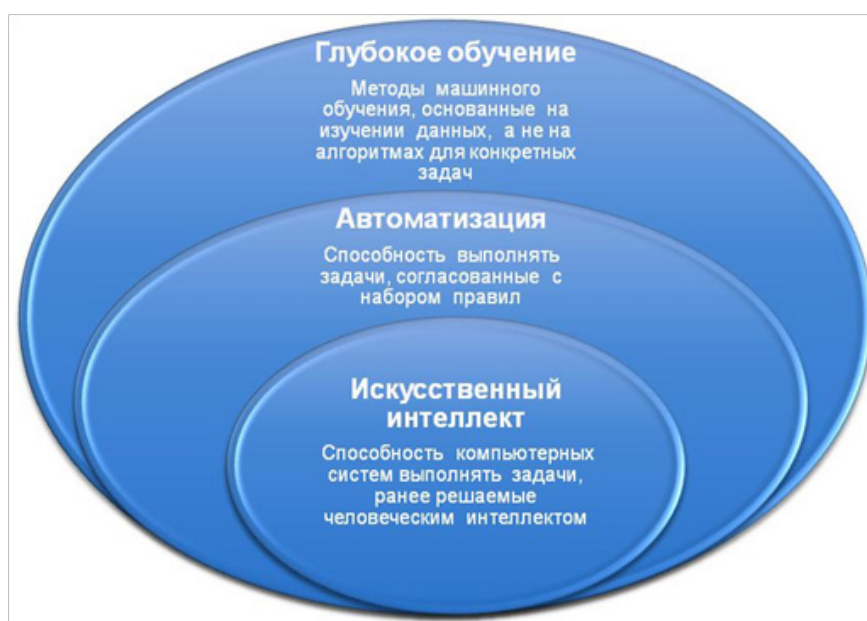 Глубокое обучение
Методы машинного
обучения, основанные на
изучении данных, а не на
алгоритмах для конкретных
задач
Автоматизация
Способность выполнять
задачи, согласованные с
набором правил
Искусственный
интеллект
Способность компьютерных
систем выполнять задачи,
ранее решаемые
человеческим интеллектом